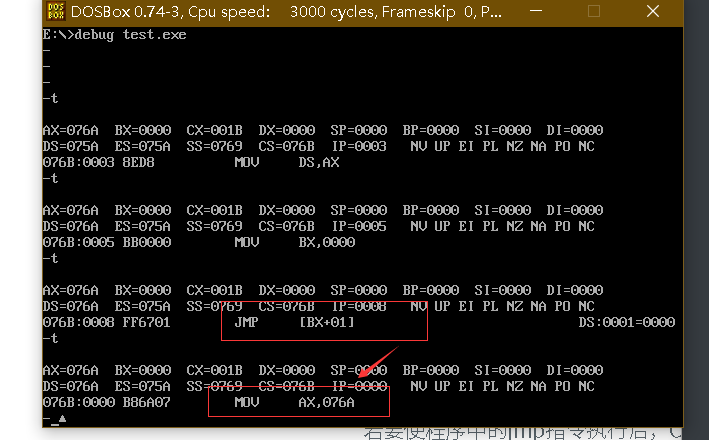 DOSBox 0.74-3, Cpu speed: 3000 cycles, Frameskip 0, P...
E:\>debug test.exe
-
-
-
-t
AX=076A BX=0000 CX=001B DX=0000 SP=0000 BP=0000 SI=0000 DI=0000
DS=075A ES=075A SS=0769 CS=076B IP=0003 NV UP EI PL NZ NA PO NC
076B:0003 8ED8 MOV DS,AX
-t
AX=076A BX=0000 CX=001B DX=0000 SP=0000 BP=0000 SI=0000 DI=0000
DS=076A ES=075A SS=0769 CS=076B IP=0005 NV UP EI PL NZ NA PO NC
076B:0005 BB0000 MOV BX,0000
-t
AX=076A BX=0000 CX=001B DX=0000 SP=0000 BP=0000 SI=0000 DI=0000
DS=076A ES=075A SS=0769 CS=076B IP=0008 NV UP EI PL NZ NA PO NC
076B:0008 FF6701 JMP [BX+01] DS:0001=0000
-t
AX=076A BX=0000 CX=001B DX=0000 SP=0000 BP=0000 SI=0000 DI=0000
DS=076A ES=075A SS=0769 CS=076B IP=0000 NV UP EI PL NZ NA PO NC
076B:0000 B86A07 MOV AX,076A
-
若要使程序中的jmp指令执行后，C